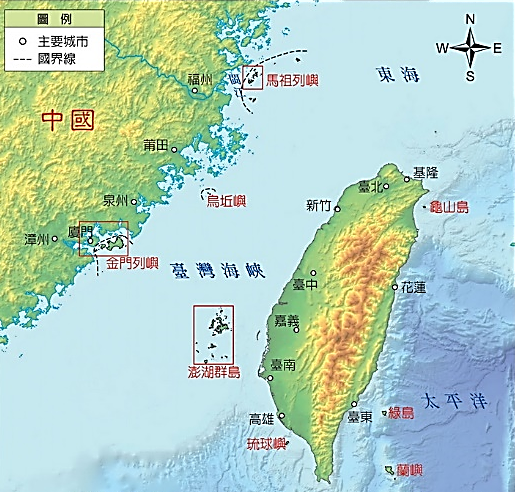 圖例
主要城市
國界線
N
W E
S
東海
馬祖列嶼
福州
閩
中國
莆田
基隆
臺北
烏坵嶼
泉州
新竹
龜山島
廈門
漳州
金門列嶼
臺灣海峽
臺中
花蓮
嘉義
澎湖群島
臺南
太平洋
臺東
綠島
高雄
琉球嶼
蘭嶼